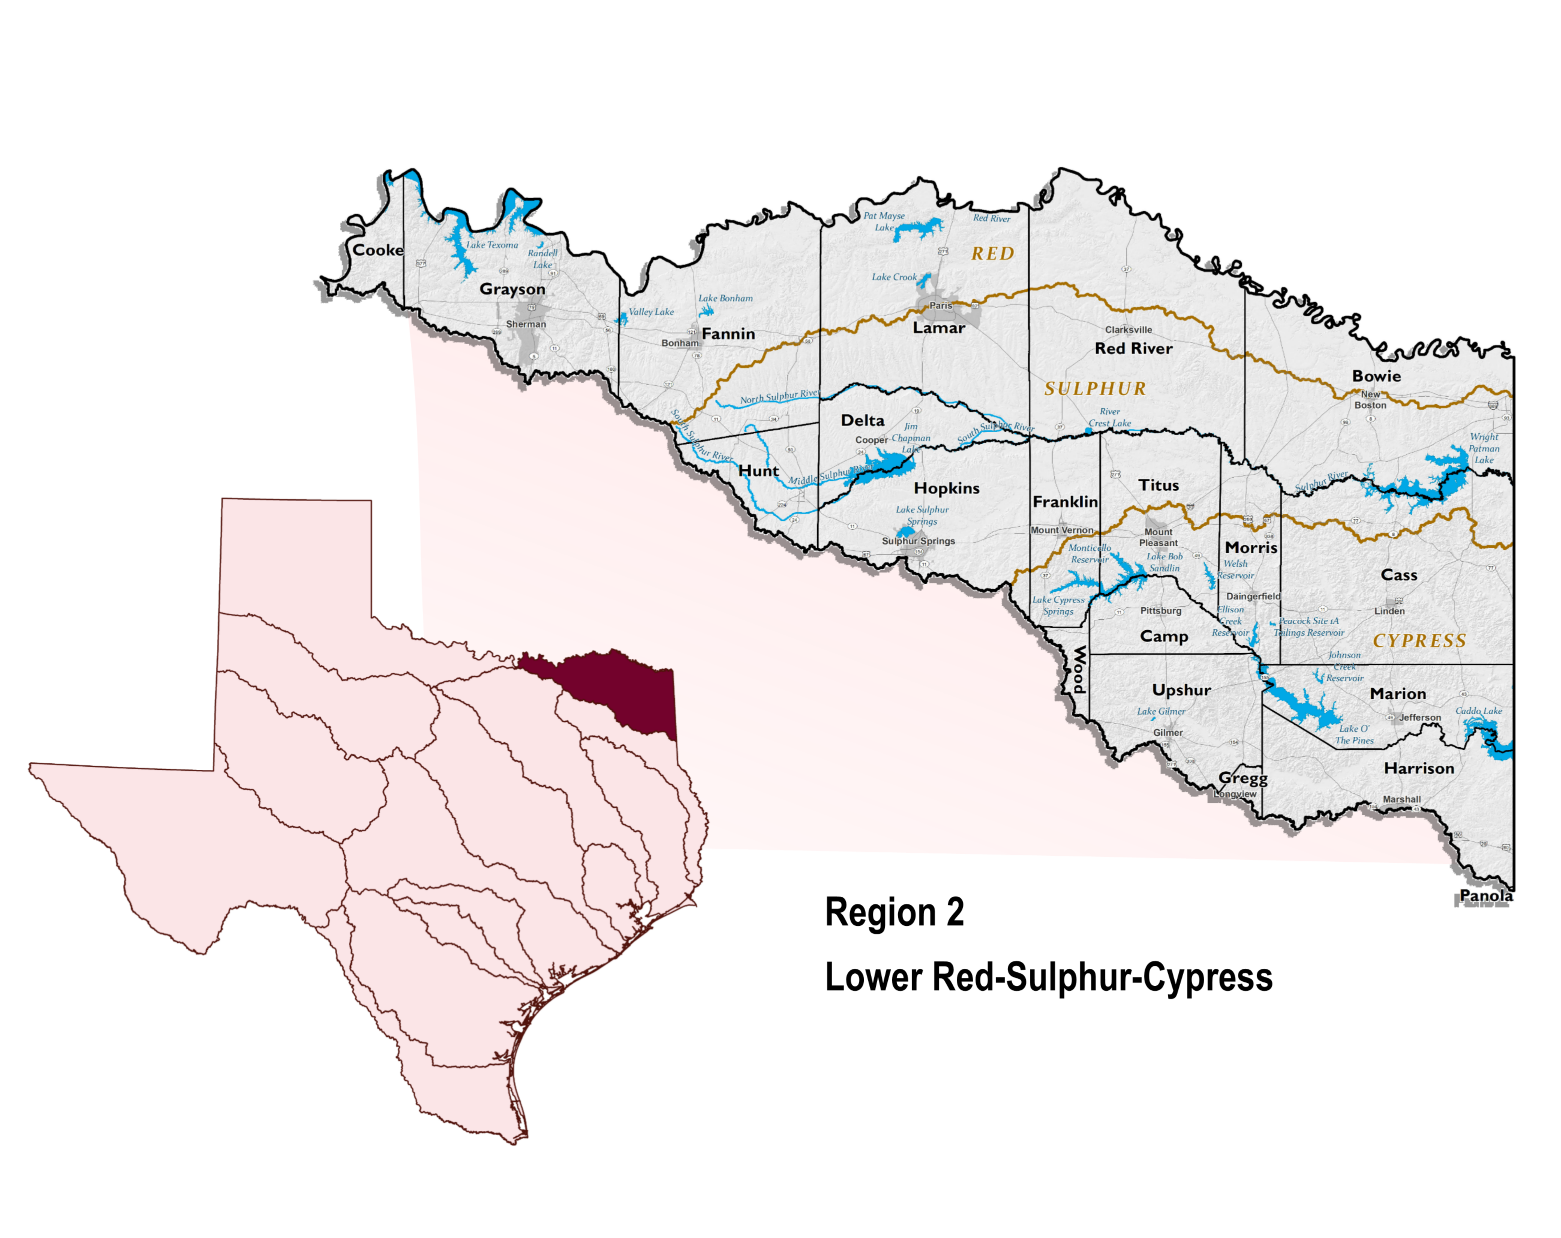 Pat Mayse
Lake
Red River
RED
Cooke
Lake Texoma
Randell
Lake
Grayson
Lake Crook
Lake Bonham
Valley Lake
Paris
Sherman
Fannin
Bonham
Lamar
Clarksville
Red River
Bowie
SULPHUR
New
Boston
North Sulphur River
South Sulphur River
Delta
Jim
Chapman
Lake
Cooper
River
Crest Lake
South Sulphur River
Wright
Patman
Lake
Hunt
Middle Sulphur River
Sulphur River
Hopkins
Titus
Franklin
Lake Sulphur
Springs
Sulphur Springs
Mount Vernon
Mount
Pleasant
Morris
Monticello
Reservoir
Lake Bob
Sandlin
Welsh
Reservoir
Cass
Lake Cypress
Springs
Daingerfield
Linden
Pittsburg
Ellison
Creek
Reservoir
Peacock Site 1A
Tailings Reservoir
Camp
CYPRESS
Wood
Johnson
Creek
Reservoir
Upshur
Marion
Lake Gilmer
Gilmer
Jefferson
Caddo Lake
Lake O'
The Pines
Gregg
Longview
Harrison
Marshall
Panola
Region 2
Lower Red-Sulphur-Cypress